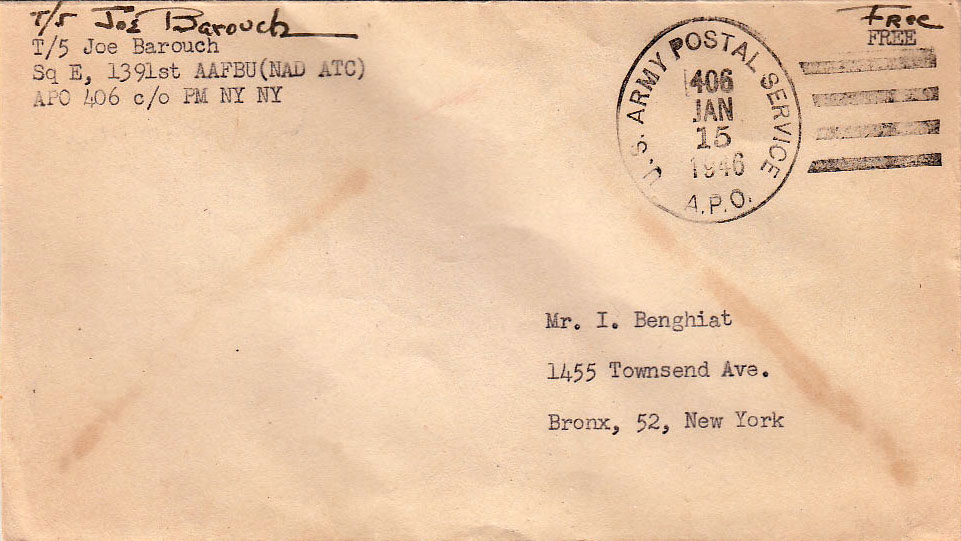 T/5 Joe Barouch
T/5 Joe Barouch
Sq E, 1391st AAFBU(NAD ATC)
APO 406 c/o PM NY NY
U.S. ARMY POSTAL SERVICE
406
JAN
15
1946
A.P.O.
Free
FREE
Mr. I. Benghiat
1455 Townsend Ave.
Bronx, 52, New York